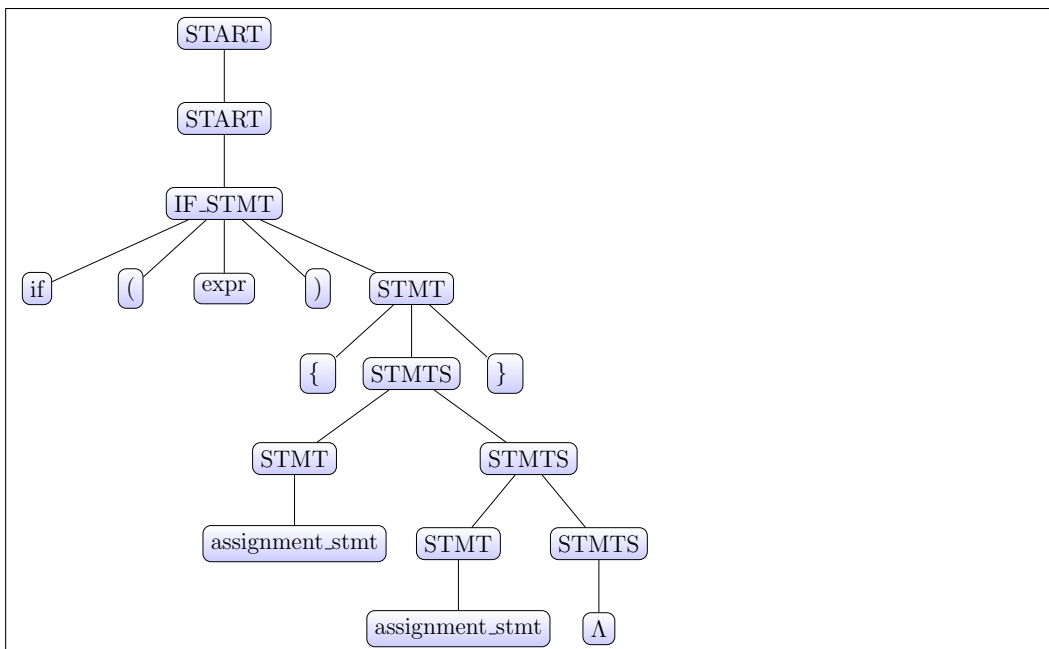 START
START
IF_STMT
if ( expr ) STMT
{ STMTS }
STMT STMTS
assignment_stmt STMT STMTS
assignment_stmt Λ